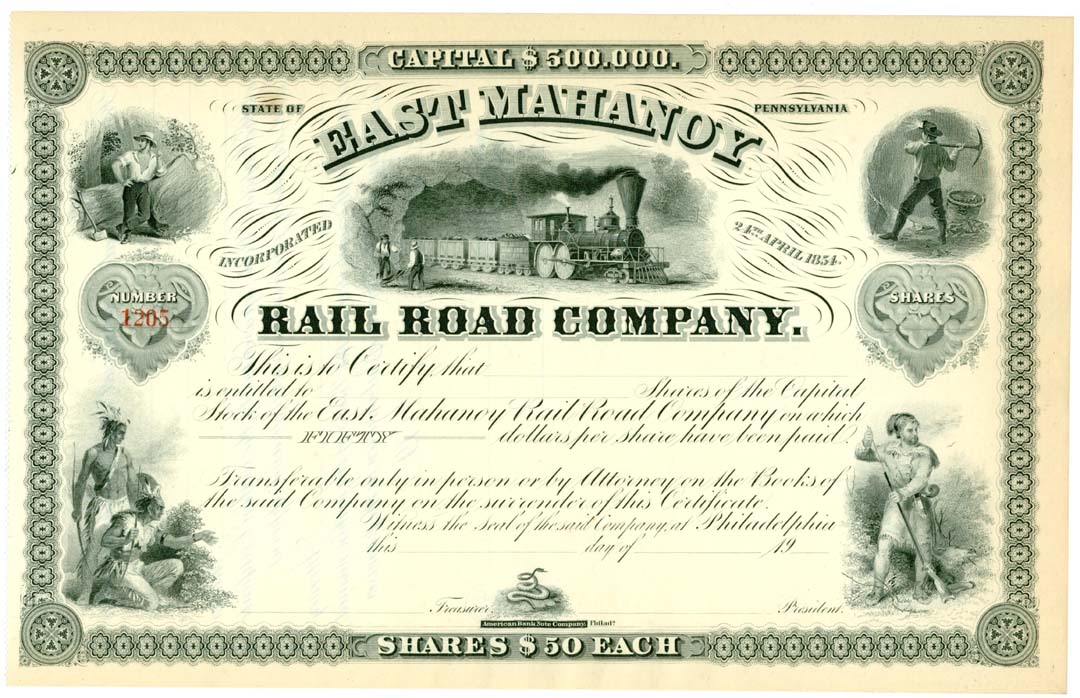 CAPITAL $500.000.
STATE OF PENNSYLVANIA
EAST MAHANOY
INCORPORATED 24TH APRIL 1854.
NUMBER
1205
SHARES
RAIL ROAD COMPANY.
This is to Certify, that
is entitled to Shares of the Capital
Stock of the East Mahanoy Rail Road Company on which
FIFTY dollars per share have been paid
Transferable only in person or by Attorney on the Books of
the said Company on the surrender of this Certificate.
Witness the Seal of the said Company, at Philadelphia
this day of 19
Treasurer. President.
American Bank Note Company. Philada
SHARES $50 EACH